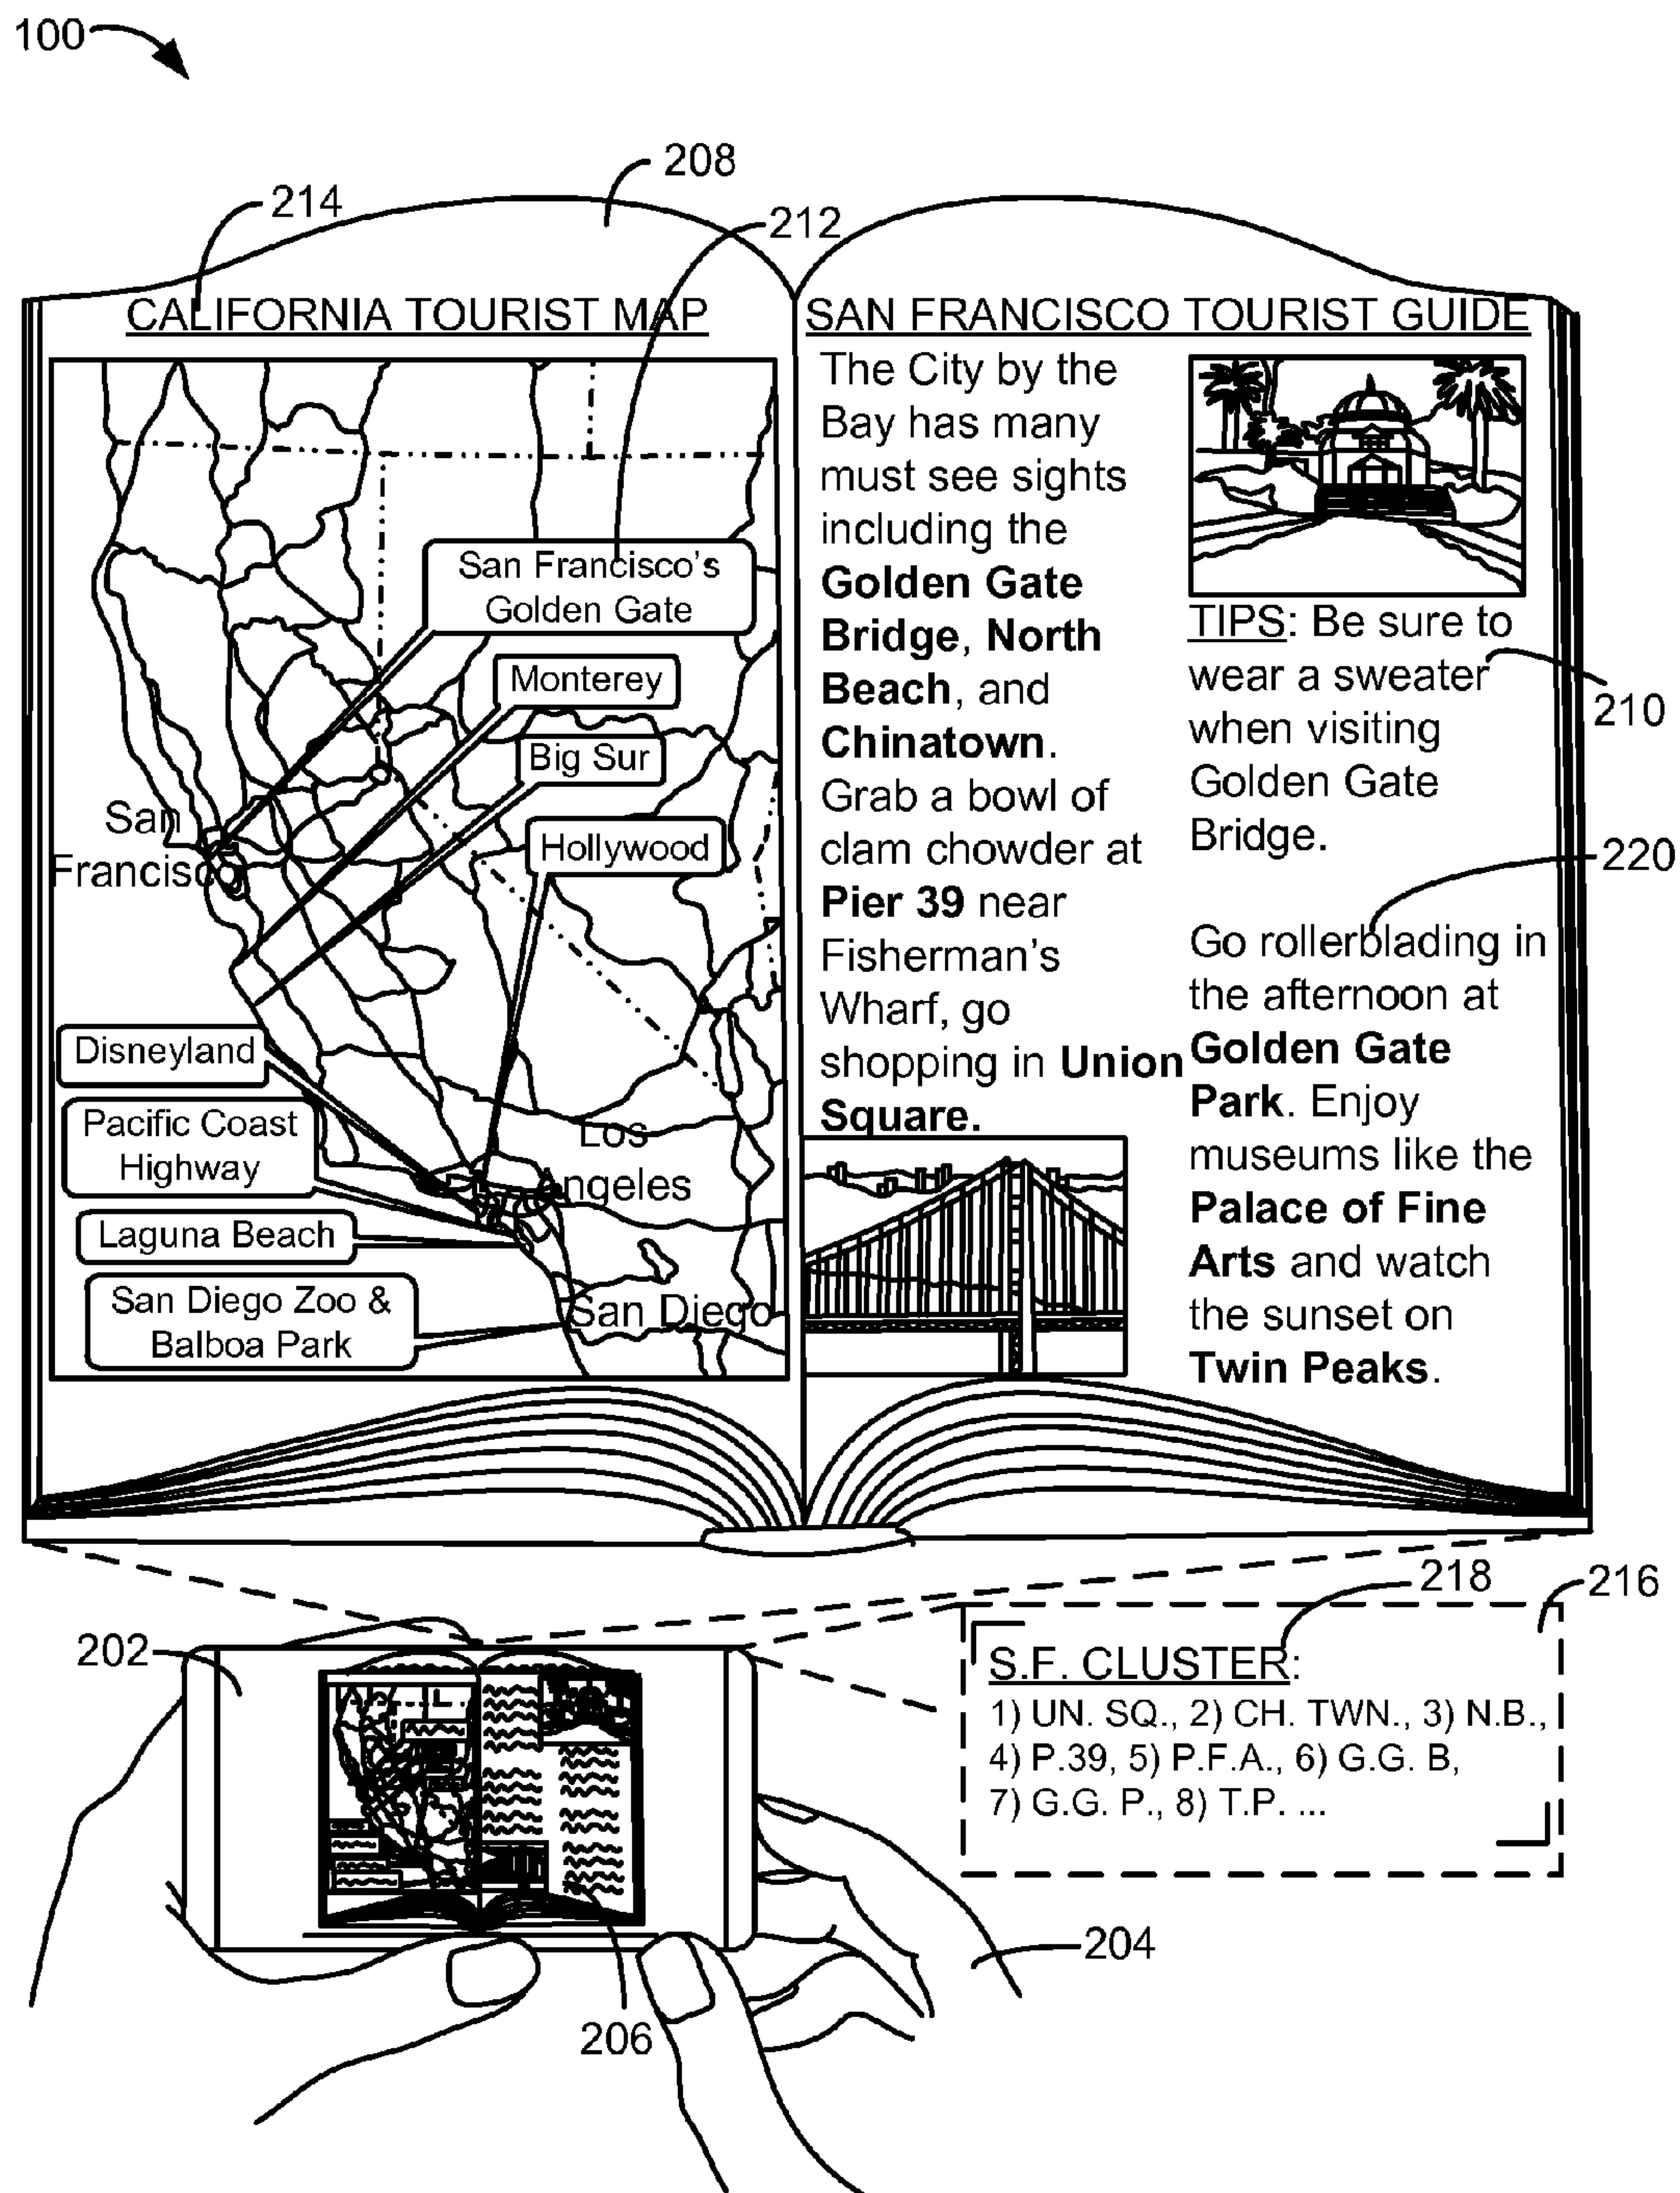 100
208
214
212
CALIFORNIA TOURIST MAP
San Francisco's
Golden Gate
Monterey
Big Sur
Hollywood
San
Francisco
Disneyland
Pacific Coast
Highway
Laguna Beach
San Diego Zoo &
Balboa Park
Los
Angeles
San Diego
SAN FRANCISCO TOURIST GUIDE
The City by the
Bay has many
must see sights
including the
Golden Gate
Bridge, North
Beach, and
Chinatown.
Grab a bowl of
clam chowder at
Pier 39 near
Fisherman's
Wharf, go
shopping in Union
Square.
TIPS: Be sure to
wear a sweater
when visiting
Golden Gate
Bridge.
Go rollerblading in
the afternoon at
Golden Gate
Park. Enjoy
museums like the
Palace of Fine
Arts and watch
the sunset on
Twin Peaks.
210
220
218
216
202
S.F. CLUSTER:
1) UN. SQ., 2) CH. TWN., 3) N.B.,
4) P.39, 5) P.F.A., 6) G.G. B,
7) G.G. P., 8) T.P. ...
204
206